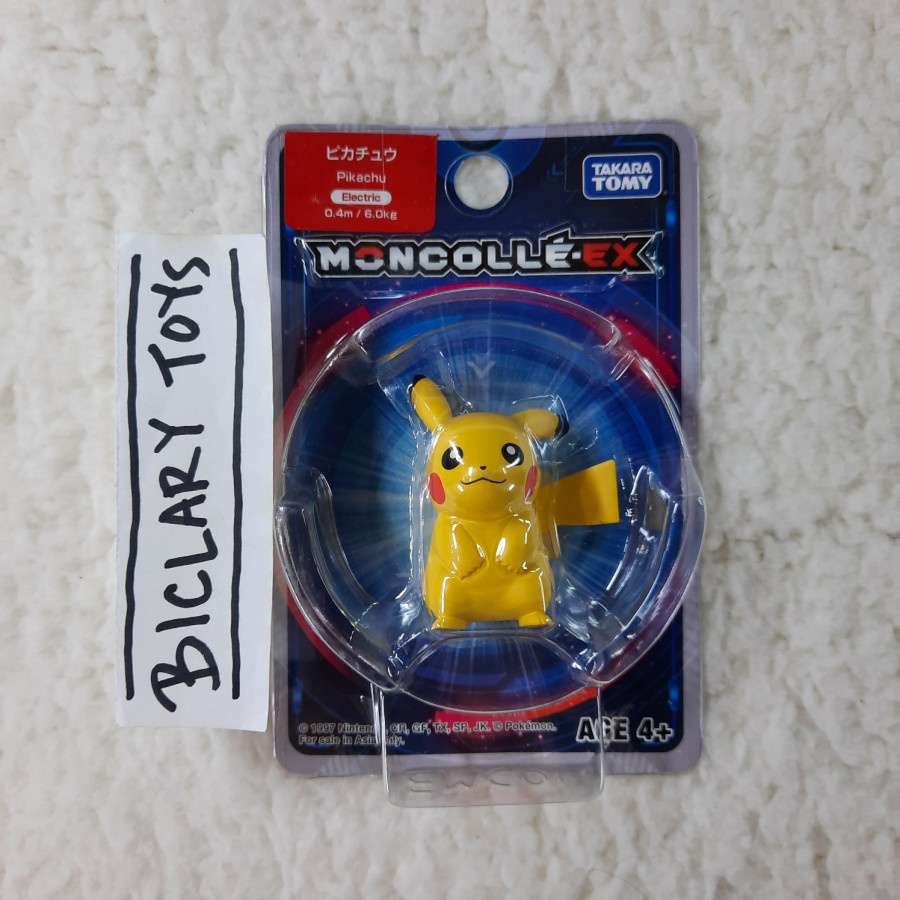 BICLARY TOYS
ピカチュウ
Pikachu
Electric
0.4m / 6.0kg
TAKARA
TOMY
MONCOLLÉ-EX
© 1997 Nintendo, CR, GF, TX, SP, JK. © Pokémon.
For sale in Asia only.
AGE 4+